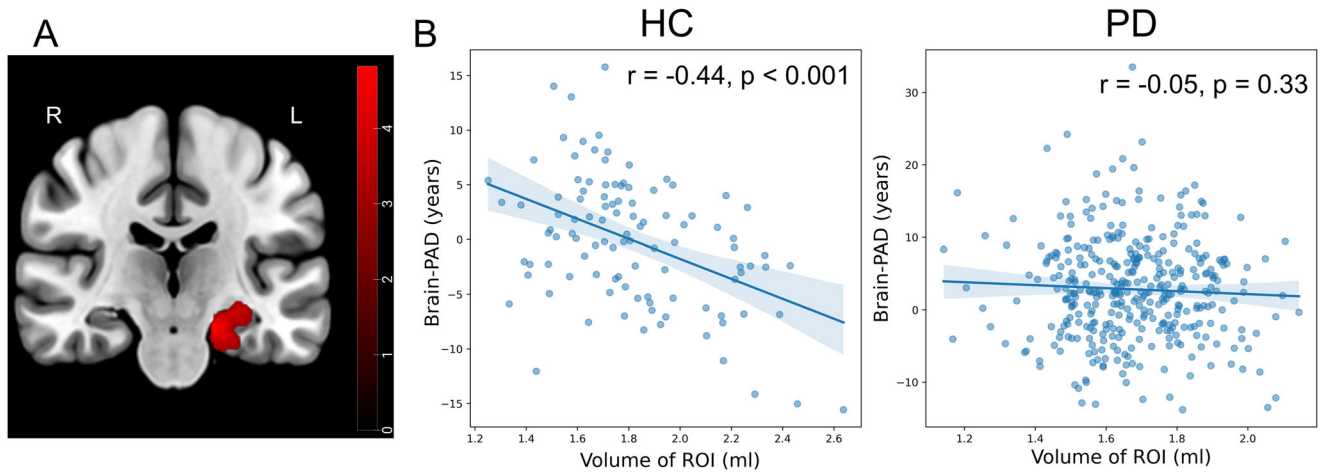 A
R
L
4
3
2
1
0
B
HC
r = -0.44, p < 0.001
Brain-PAD (years)
15
10
5
0
−5
−10
−15
1.2 1.4 1.6 1.8 2.0 2.2 2.4 2.6
Volume of ROI (ml)
PD
r = -0.05, p = 0.33
Brain-PAD (years)
30
20
10
0
−10
1.2 1.4 1.6 1.8 2.0
Volume of ROI (ml)